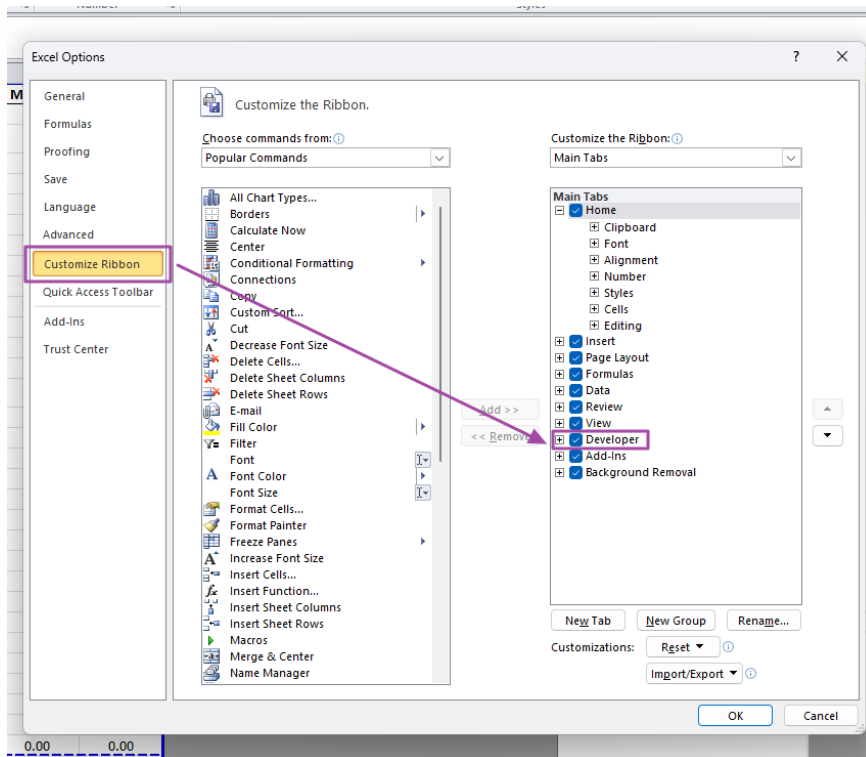 Number
Styles
Excel Options
?
M
General
Formulas
Proofing
Save
Language
Advanced
Customize Ribbon
Quick Access Toolbar
Add-Ins
Trust Center
Customize the Ribbon.
Choose commands from:
Popular Commands
All Chart Types...
Borders
Calculate Now
Center
Conditional Formatting
Connections
Copy
Custom Sort...
Cut
Decrease Font Size
Delete Cells...
Delete Sheet Columns
Delete Sheet Rows
E-mail
Fill Color
Filter
Font
Font Color
Font Size
Format Cells...
Format Painter
Freeze Panes
Increase Font Size
Insert Cells...
Insert Function...
Insert Sheet Columns
Insert Sheet Rows
Macros
Merge & Center
Name Manager
Add >>
<< Remove
Customize the Ribbon:
Main Tabs
Main Tabs
Home
Clipboard
Font
Alignment
Number
Styles
Cells
Editing
Insert
Page Layout
Formulas
Data
Review
View
Developer
Add-Ins
Background Removal
New Tab
New Group
Rename...
Customizations:
Reset
Import/Export
OK
Cancel
0.00 0.00